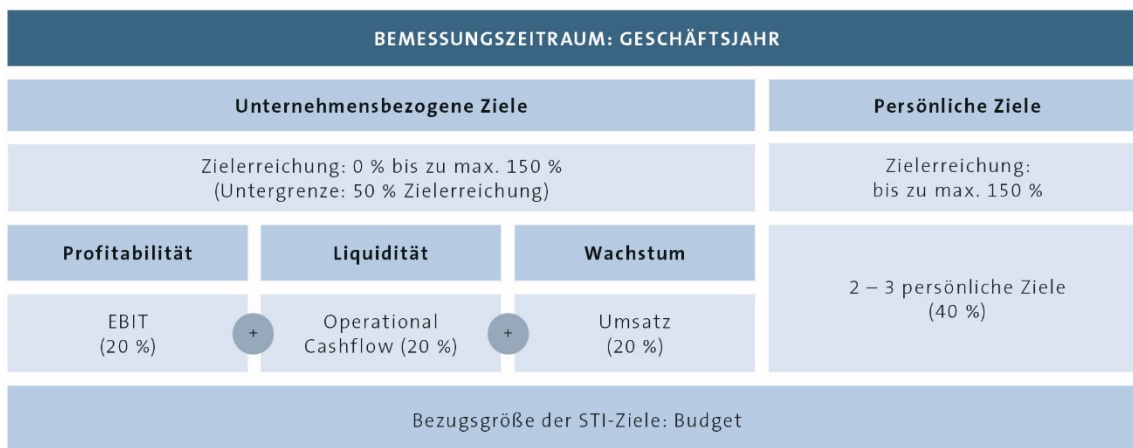 BEMESSUNGSZEITRAUM: GESCHÄFTSJAHR
Unternehmensbezogene Ziele
Persönliche Ziele
Zielerreichung: 0 % bis zu max. 150 %
(Untergrenze: 50 % Zielerreichung)
Zielerreichung:
bis zu max. 150 %
Profitabilität
Liquidität
Wachstum
EBIT
(20 %)
+
Operational
Cashflow (20 %)
+
Umsatz
(20 %)
2 – 3 persönliche Ziele
(40 %)
Bezugsgröße der STI-Ziele: Budget